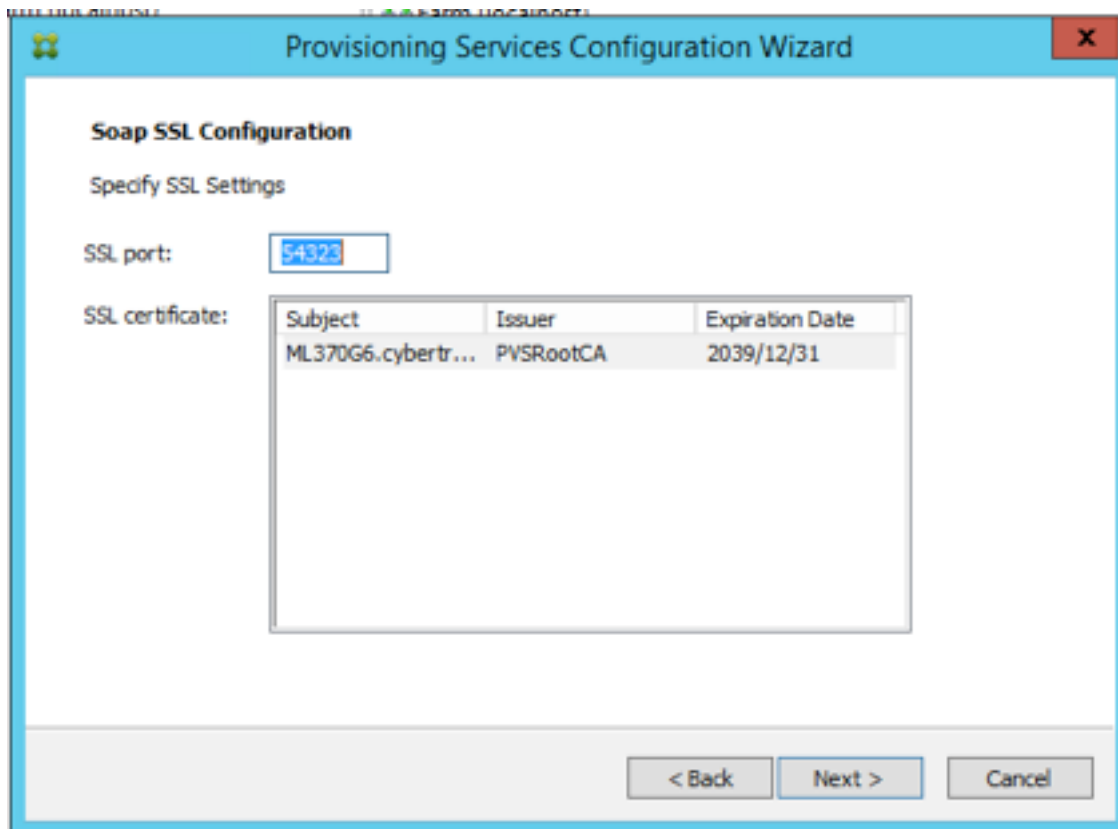 Provisioning Services Configuration Wizard
x
Soap SSL Configuration
Specify SSL Settings
SSL port: 54323
SSL certificate: Subject Issuer Expiration Date
ML370G6.cybertr... PVSRootCA 2039/12/31
< Back Next > Cancel